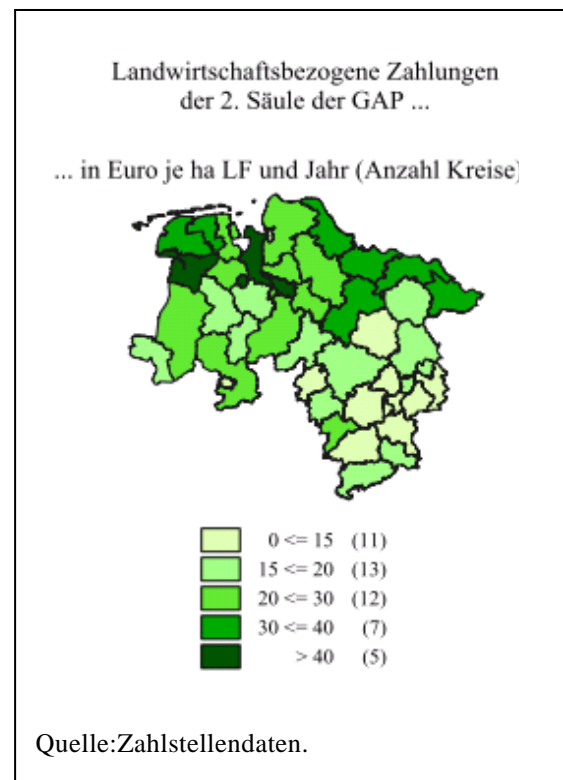 Landwirtschaftsbezogene Zahlungen
der 2. Säule der GAP ...
... in Euro je ha LF und Jahr (Anzahl Kreise)
0 <= 15 (11)
15 <= 20 (13)
20 <= 30 (12)
30 <= 40 (7)
> 40 (5)
Quelle:Zahlstellendaten.